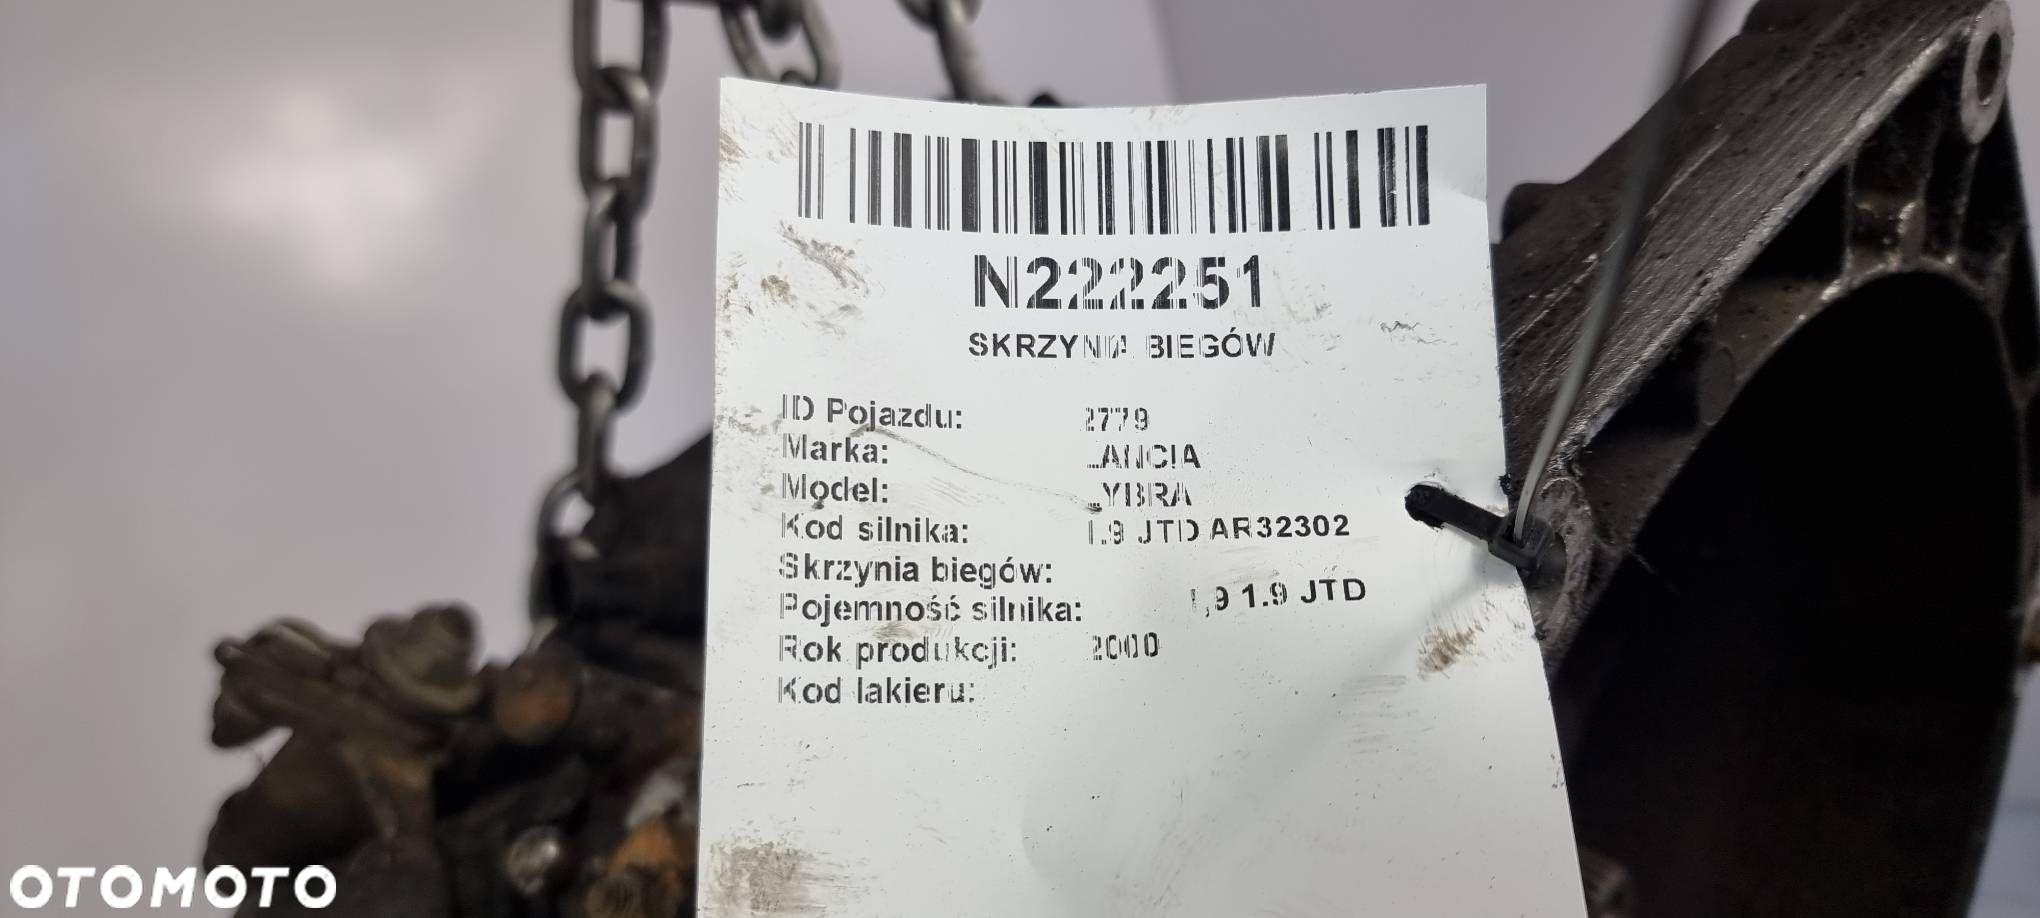 N222251
SKRZYNIA BIEGÓW
ID Pojazdu: 2779
Marka: LANCIA
Model: LYBRA
Kod silnika: 1.9 JTD AR32302
Skrzynia biegów:
Pojemność silnika: 1,9 1.9 JTD
Rok produkcji: 2000
Kod lakieru:
OTOMOTO